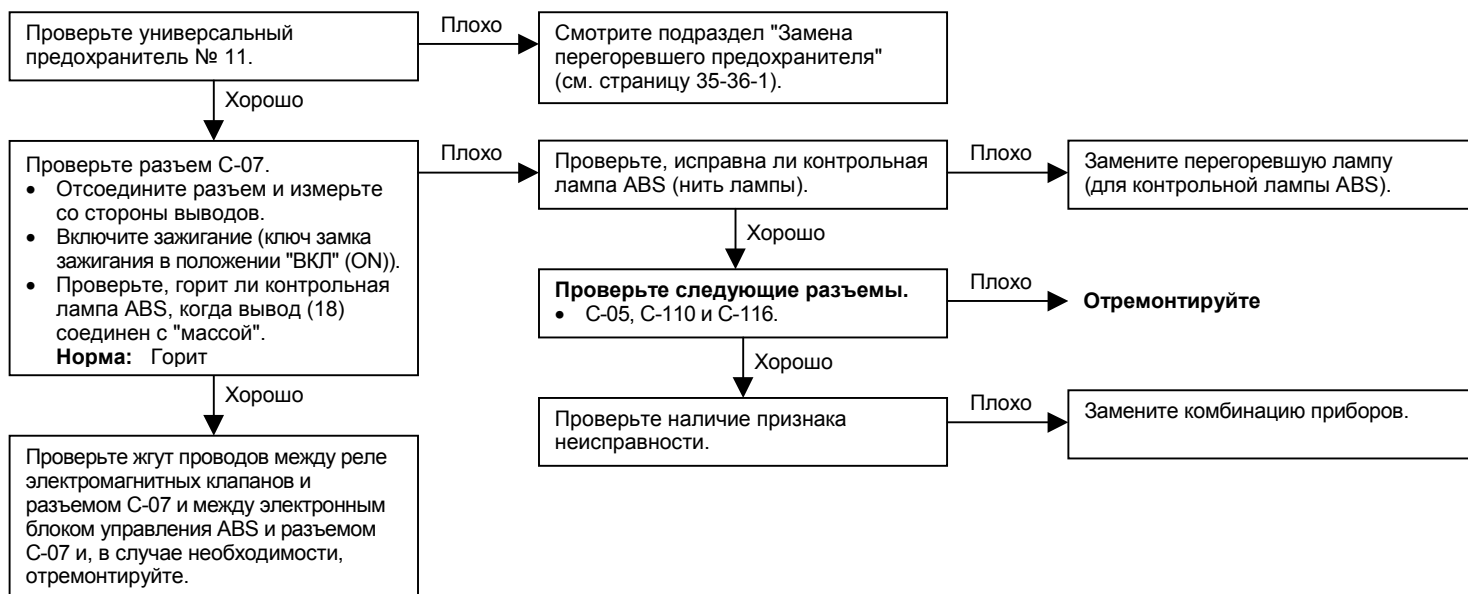 Проверьте универсальный
предохранитель № 11.
Плохо
Смотрите подраздел "Замена
перегоревшего предохранителя"
(см. страницу 35-36-1).
Хорошо
Проверьте разъем C-07.
• Отсоедините разъем и измерьте
со стороны выводов.
• Включите зажигание (ключ замка
зажигания в положении "ВКЛ" (ON)).
• Проверьте, горит ли контрольная
лампа ABS, когда вывод (18)
соединен с "массой".
Норма: Горит
Плохо
Проверьте, исправна ли контрольная
лампа ABS (нить лампы).
Плохо
Замените перегоревшую лампу
(для контрольной лампы ABS).
Хорошо
Проверьте следующие разъемы.
• C-05, C-110 и C-116.
Плохо
Отремонтируйте
Хорошо
Проверьте наличие признака
неисправности.
Плохо
Замените комбинацию приборов.
Хорошо
Проверьте жгут проводов между реле
электромагнитных клапанов и
разъемом C-07 и между электронным
блоком управления ABS и разъемом
C-07 и, в случае необходимости,
отремонтируйте.